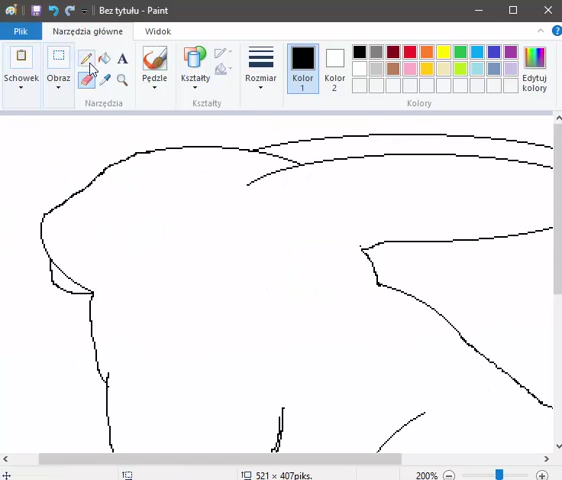 Bez tytułu - Paint
Plik
Narzędzia główne
Widok
Schowek
Obraz
A
Pędzle
Kształty
Rozmiar
Kolor
1
Kolor
2
Edytuj
kolory
Narzędzia
Kształty
Kolory
521 × 407piks.
200%